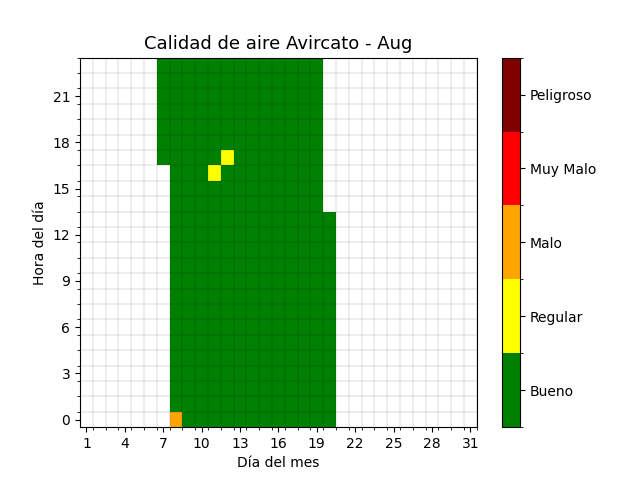 Calidad de aire Avircato - Aug
Hora del día
21
18
15
12
9
6
3
0
1 4 7 10 13 16 19 22 25 28 31
Día del mes
Peligroso
Muy Malo
Malo
Regular
Bueno